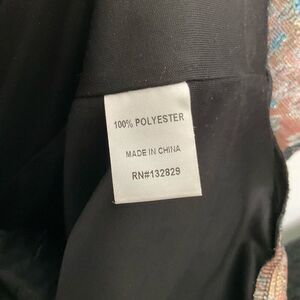 100% POLYESTER
MADE IN CHINA
RN#132829